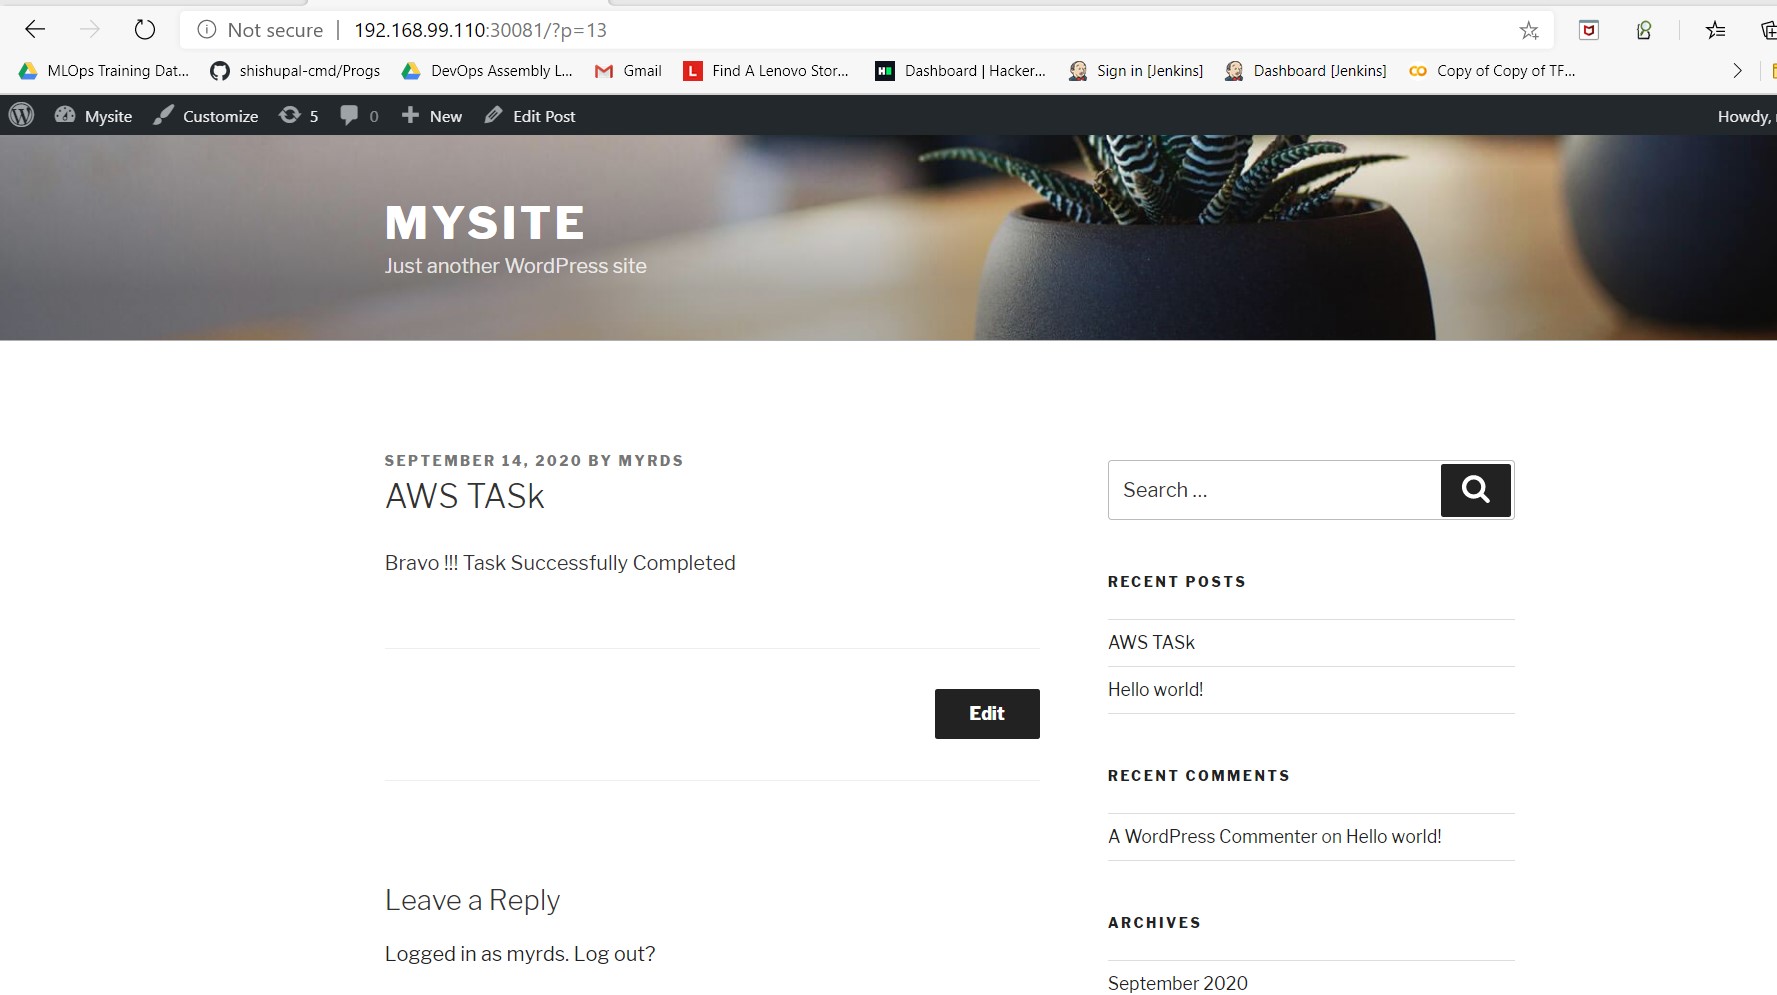 Not secure | 192.168.99.110:30081/?p=13
MLOps Training Dat... shishupal-cmd/Progs DevOps Assembly L... Gmail Find A Lenovo Stor... Dashboard | Hacker... Sign in [Jenkins] Dashboard [Jenkins] Copy of Copy of TF...
Mysite Customize 5 0 New Edit Post Howdy,
MYSITE
Just another WordPress site
SEPTEMBER 14, 2020 BY MYRDS
AWS TASk
Bravo !!! Task Successfully Completed
Edit
Leave a Reply
Logged in as myrds. Log out?
Search ...
RECENT POSTS
AWS TASk
Hello world!
RECENT COMMENTS
A WordPress Commenter on Hello world!
ARCHIVES
September 2020